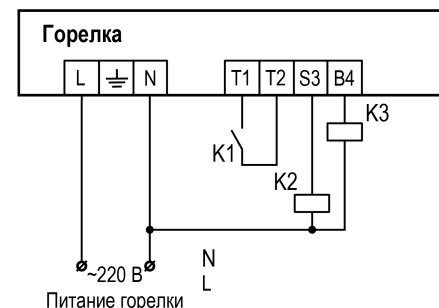 Горелка
L N T1 T2 S3 B4
K3
K1
K2
N
~220 В
L
Питание горелки